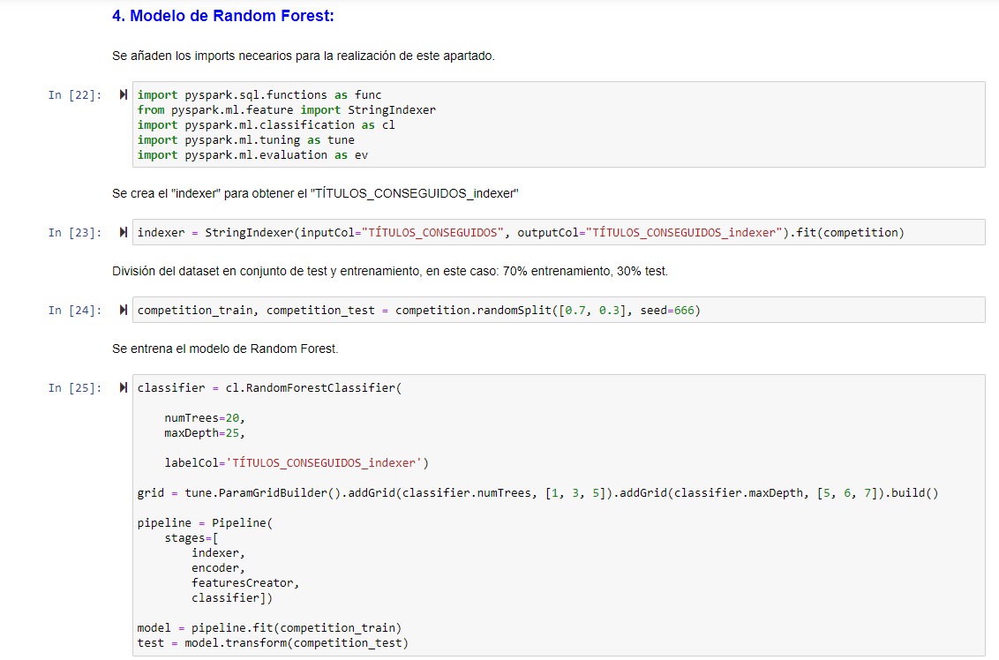 4. Modelo de Random Forest:
Se añaden los imports necearios para la realización de este apartado.
In [22]:
import pyspark.sql.functions as func
from pyspark.ml.feature import StringIndexer
import pyspark.ml.classification as cl
import pyspark.ml.tuning as tune
import pyspark.ml.evaluation as ev
Se crea el "indexer" para obtener el "TÍTULOS_CONSEGUIDOS_indexer"
In [23]:
indexer = StringIndexer(inputCol="TÍTULOS_CONSEGUIDOS", outputCol="TÍTULOS_CONSEGUIDOS_indexer").fit(competition)
División del dataset en conjunto de test y entrenamiento, en este caso: 70% entrenamiento, 30% test.
In [24]:
competition_train, competition_test = competition.randomSplit([0.7, 0.3], seed=666)
Se entrena el modelo de Random Forest.
In [25]:
classifier = cl.RandomForestClassifier(
numTrees=20,
maxDepth=25,
labelCol='TÍTULOS_CONSEGUIDOS_indexer')
grid = tune.ParamGridBuilder().addGrid(classifier.numTrees, [1, 3, 5]).addGrid(classifier.maxDepth, [5, 6, 7]).build()
pipeline = Pipeline(
stages=[
indexer,
encoder,
featuresCreator,
classifier])
model = pipeline.fit(competition_train)
test = model.transform(competition_test)